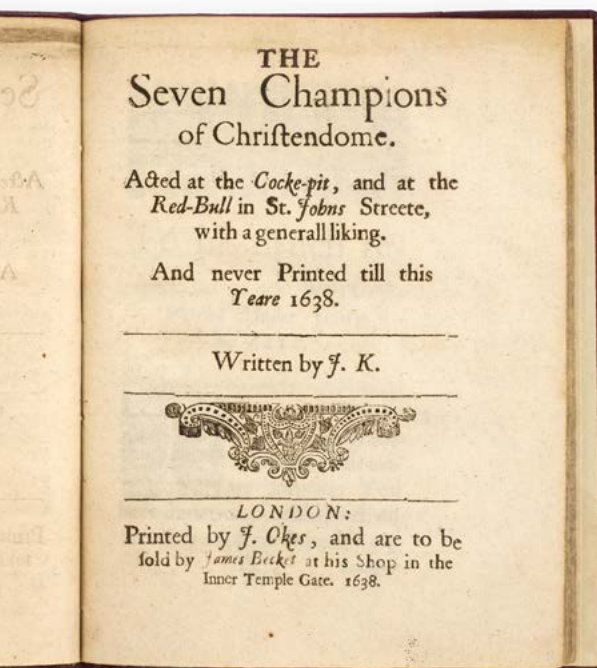 THE
Seven Champions
of Chriſtendome.
Acted at the Cocke-pit, and at the
Red-Bull in St. Johns Streete,
with a generall liking.
And never Printed till this
Yeare 1638.
Written by J. K.
LONDON:
Printed by J. Okes, and are to be
ſold by James Becket at his Shop in the
Inner Temple Gate. 1638.